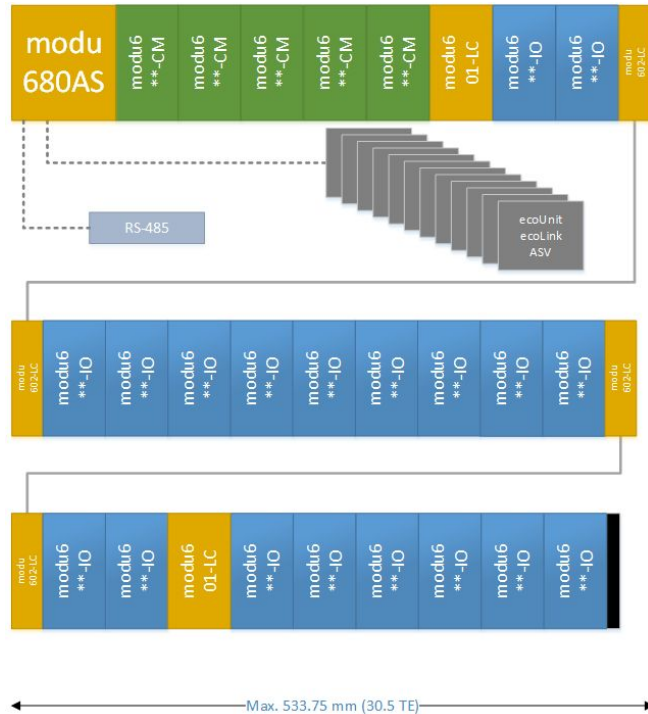 modu
680AS
modu6
**-CM
modu6
**-CM
modu6
**-CM
modu6
**-CM
modu6
**-CM
modu6
01-LC
modu6
**-IO
modu6
**-IO
modu
602-LC
RS-485
ecoUnit
ecoLink
ASV
modu
602-LC
modu6
**-IO
modu6
**-IO
modu6
**-IO
modu6
**-IO
modu6
**-IO
modu6
**-IO
modu6
**-IO
modu6
**-IO
modu6
**-IO
modu
602-LC
modu
602-LC
modu6
**-IO
modu6
**-IO
modu6
01-LC
modu6
**-IO
modu6
**-IO
modu6
**-IO
modu6
**-IO
modu6
**-IO
modu6
**-IO
Max. 533.75 mm (30.5 TE)